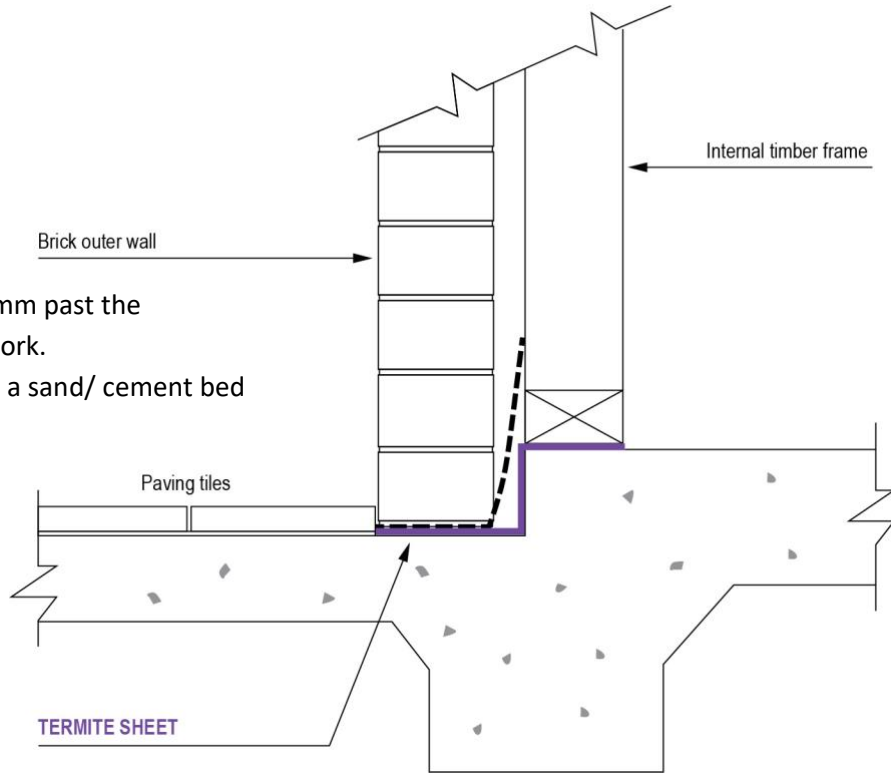 Internal timber frame
Brick outer wall
mm past the
ork.
a sand/ cement bed
Paving tiles
TERMITE SHEET